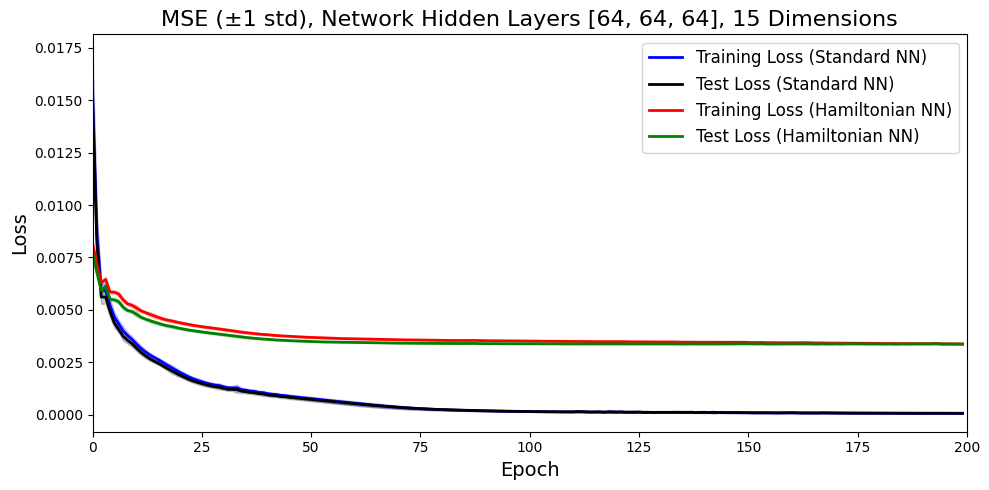 MSE (±1 std), Network Hidden Layers [64, 64, 64], 15 Dimensions
Loss
0.0175
0.0150
0.0125
0.0100
0.0075
0.0050
0.0025
0.0000
Training Loss (Standard NN)
Test Loss (Standard NN)
Training Loss (Hamiltonian NN)
Test Loss (Hamiltonian NN)
0 25 50 75 100 125 150 175 200
Epoch